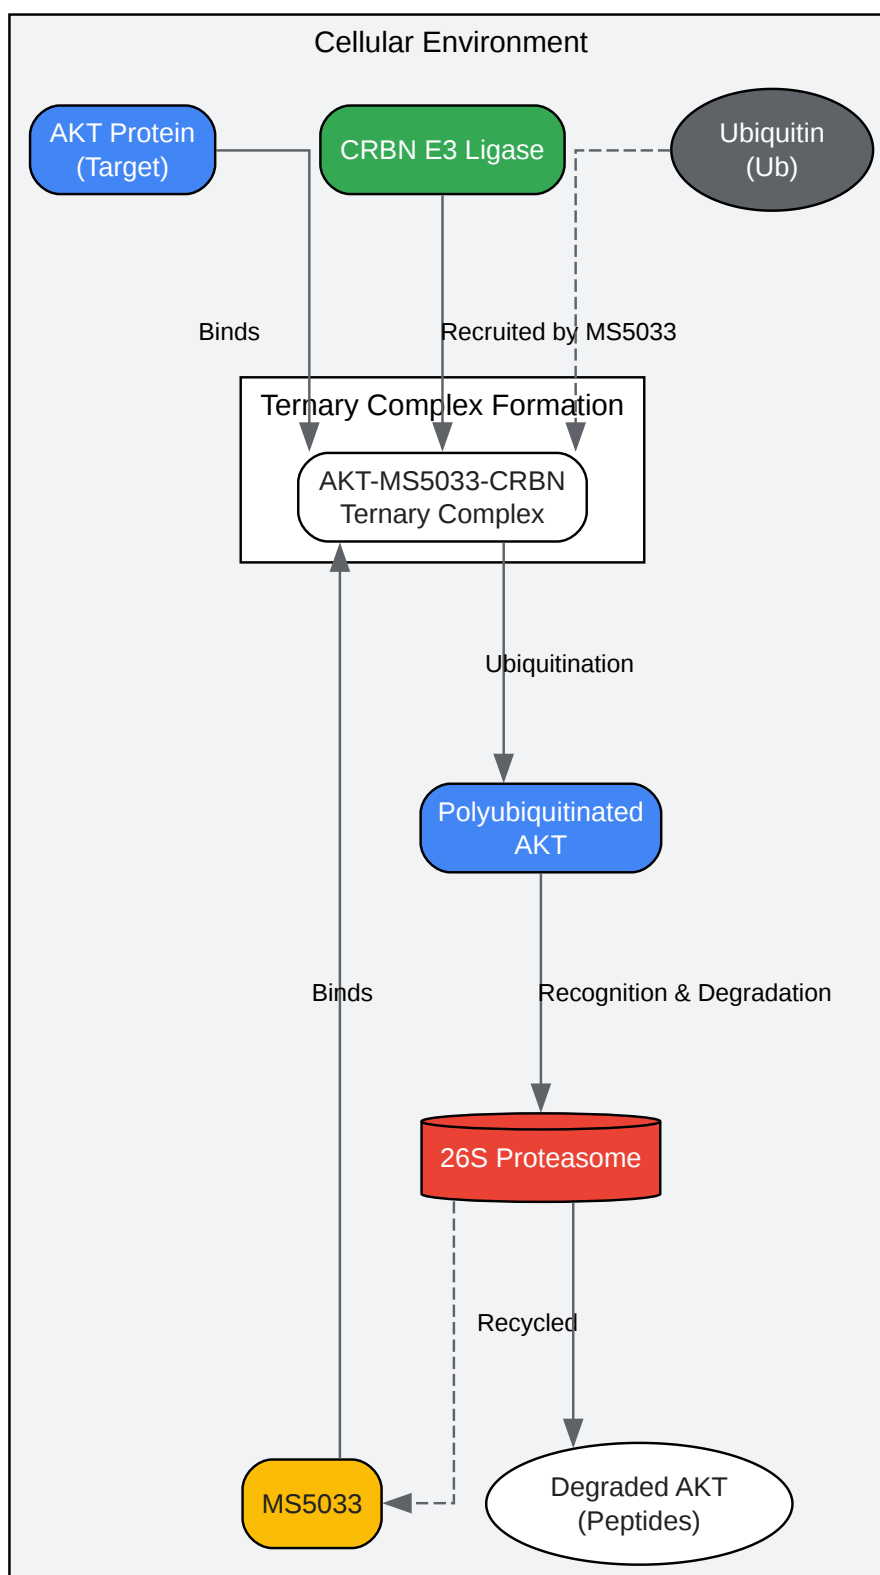 Cellular Environment
AKT Protein
(Target)
CRBN E3 Ligase
Ubiquitin
(Ub)
Binds
Recruited by MS5033
Ternary Complex Formation
AKT-MS5033-CRBN
Ternary Complex
Ubiquitination
Polyubiquitinated
AKT
Binds
Recognition & Degradation
26S Proteasome
Recycled
MS5033
Degraded AKT
(Peptides)